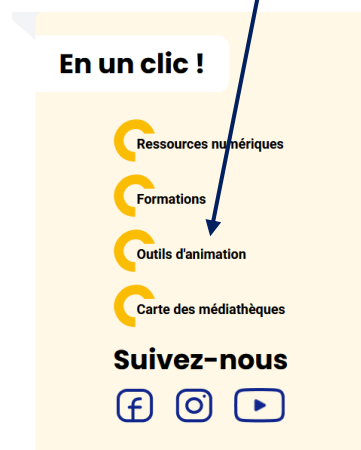 En un clic !
Ressources numériques
Formations
Outils d'animation
Carte des médiathèques
Suivez-nous